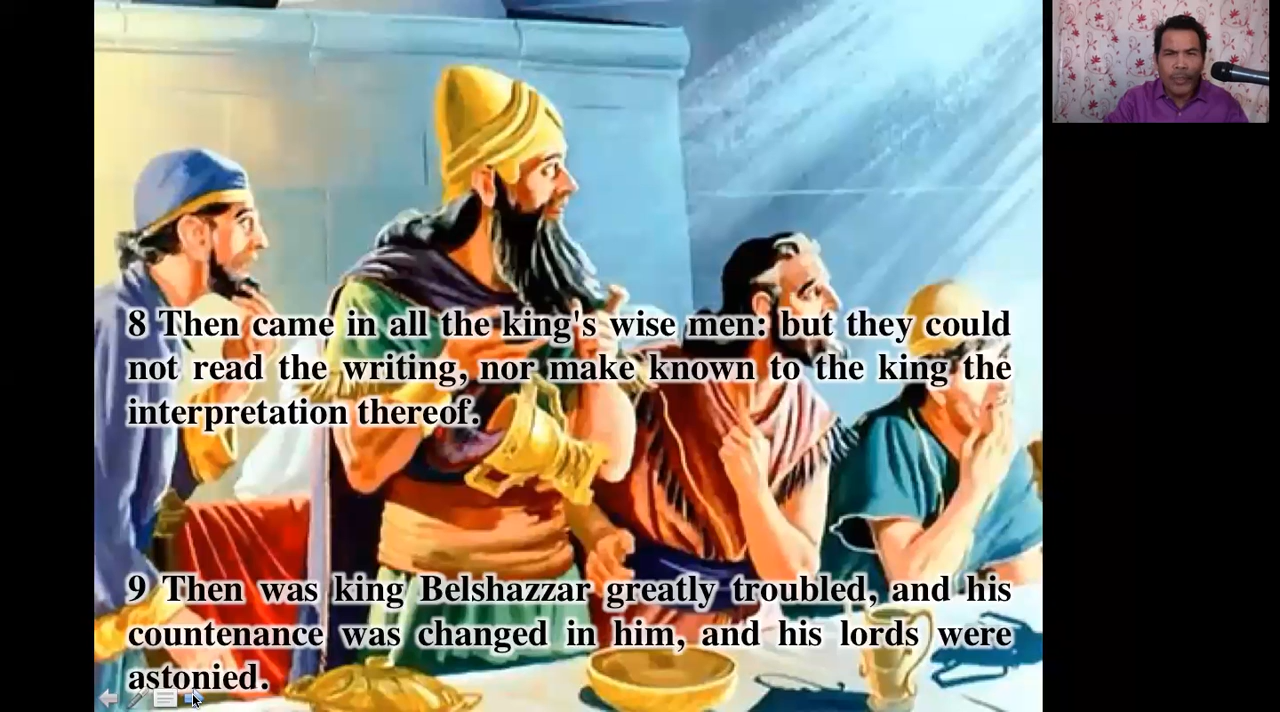 8 Then came in all the king's wise men: but they could
not read the writing, nor make known to the king the
interpretation thereof.
9 Then was king Belshazzar greatly troubled, and his
countenance was changed in him, and his lords were
astonied.